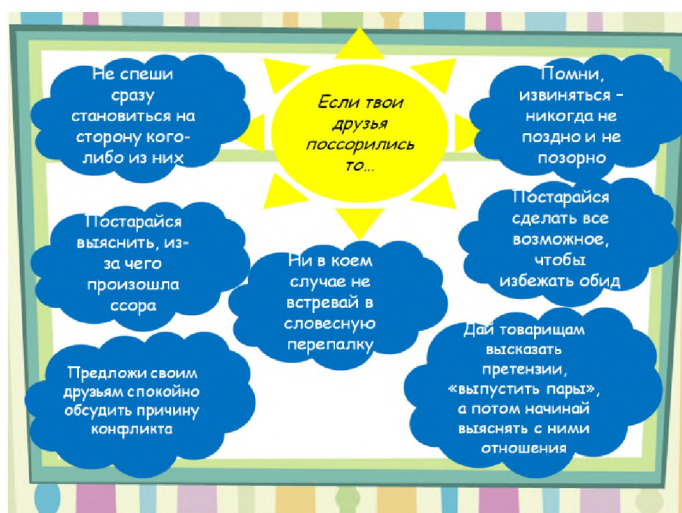 Если твои
друзья
поссорились
то...
Не спеши
сразу
становиться на
сторону кого-
либо из них
Помни,
извиняться –
никогда не
поздно и не
позорно
Постарайся
выяснить, из-
за чего
произошла
ссора
Ни в коем
случае не
встревай в
словесную
перепалку
Постарайся
сделать все
возможное,
чтобы
избежать обид
Предложи своим
друзьям спокойно
обсудить причину
конфликта
Дай товарищам
высказать
претензии,
«выпустить пары»,
а потом начинай
выяснять с ними
отношения